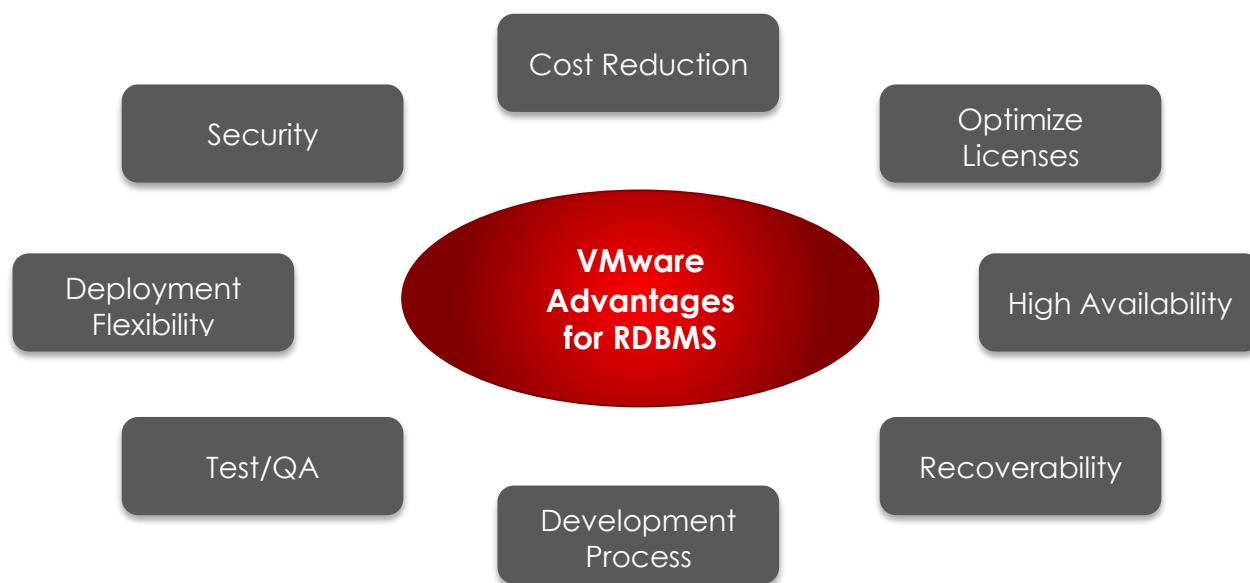 Cost Reduction
Security
Optimize
Licenses
VMware
Advantages
for RDBMS
Deployment
Flexibility
High Availability
Test/QA
Recoverability
Development
Process